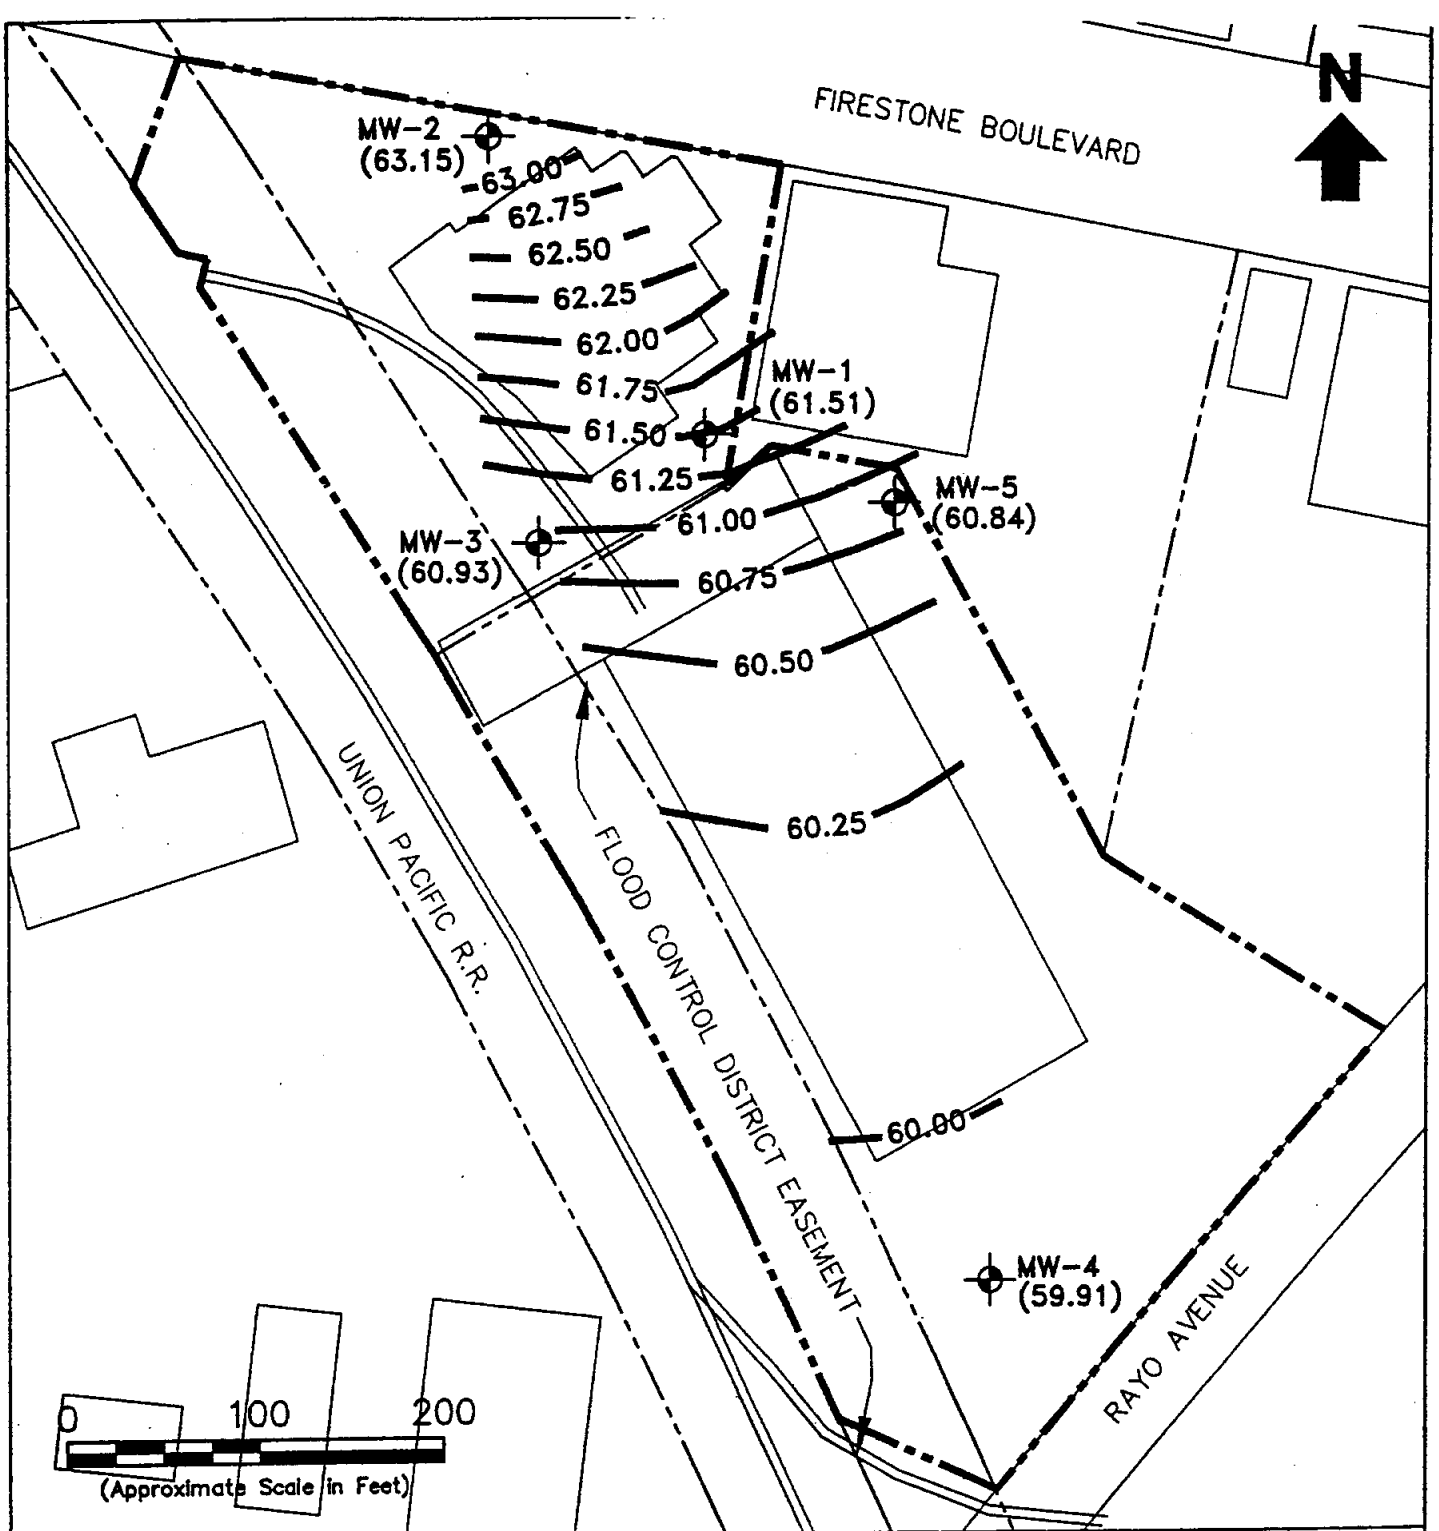 N
FIRESTONE BOULEVARD
MW-2
(63.15)
63.00
62.75
62.50
62.25
62.00
61.75
61.50
61.25
61.00
60.75
60.50
60.25
60.00
MW-1
(61.51)
MW-5
(60.84)
MW-3
(60.93)
UNION PACIFIC R.R.
FLOOD CONTROL DISTRICT EASEMENT
MW-4
(59.91)
RAYO AVENUE
0 100 200
(Approximate Scale in Feet)